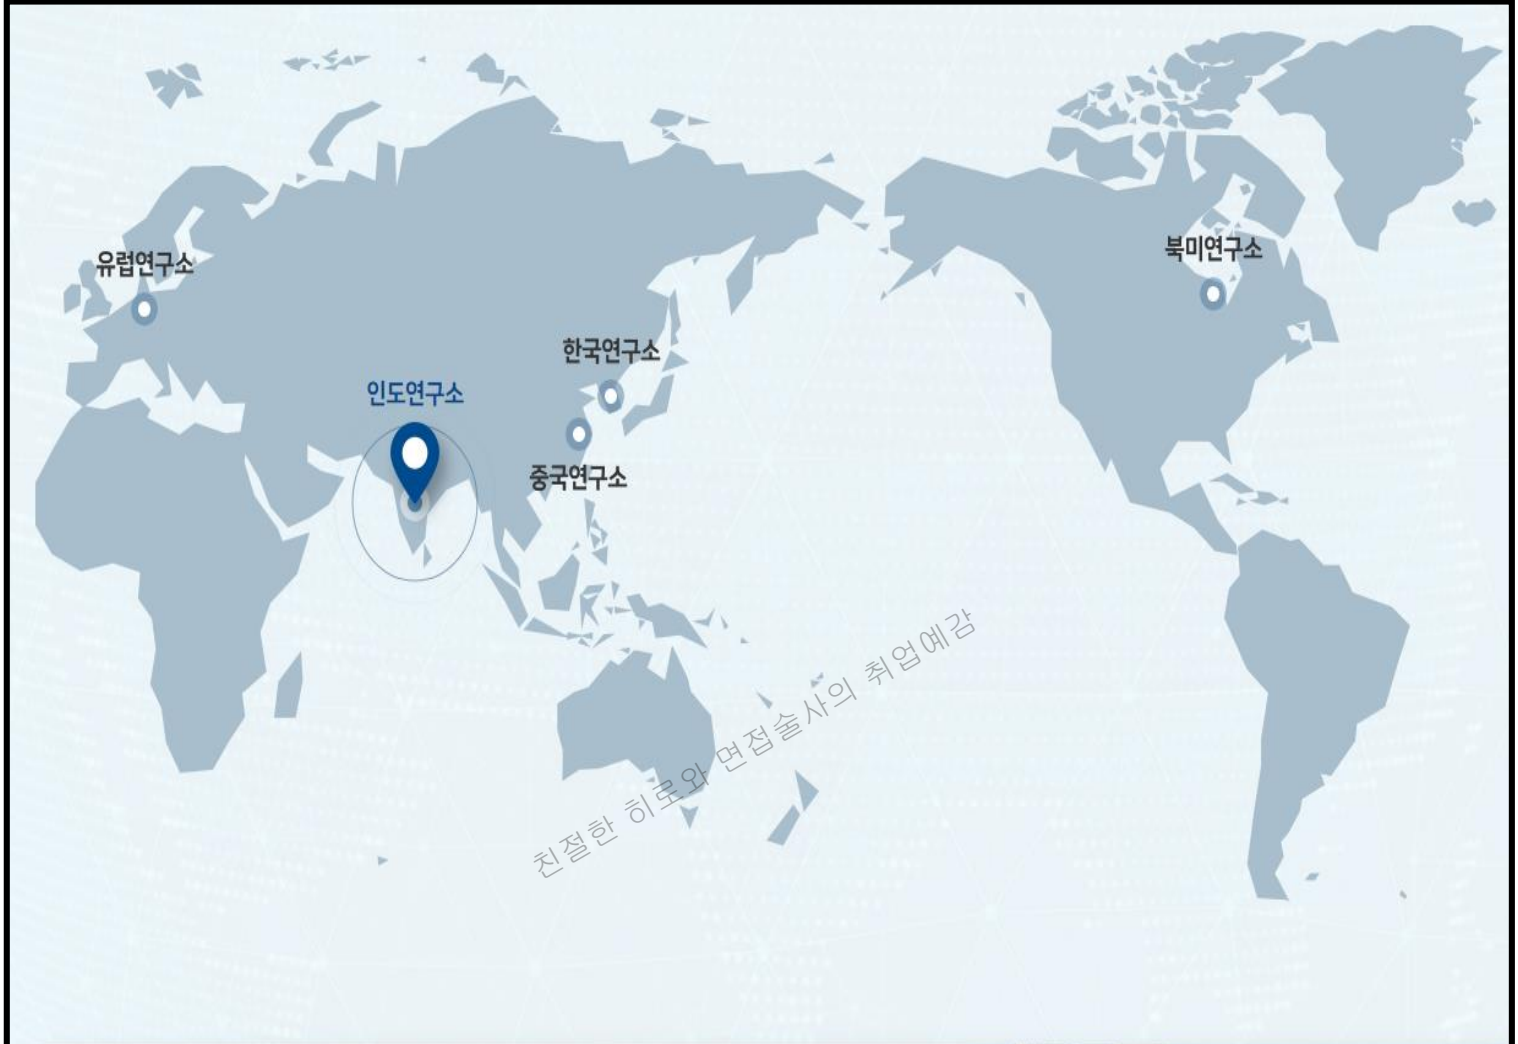 유럽연구소
북미연구소
한국연구소
인도연구소
중국연구소
친절한 히로와 면접술사의 취업예감